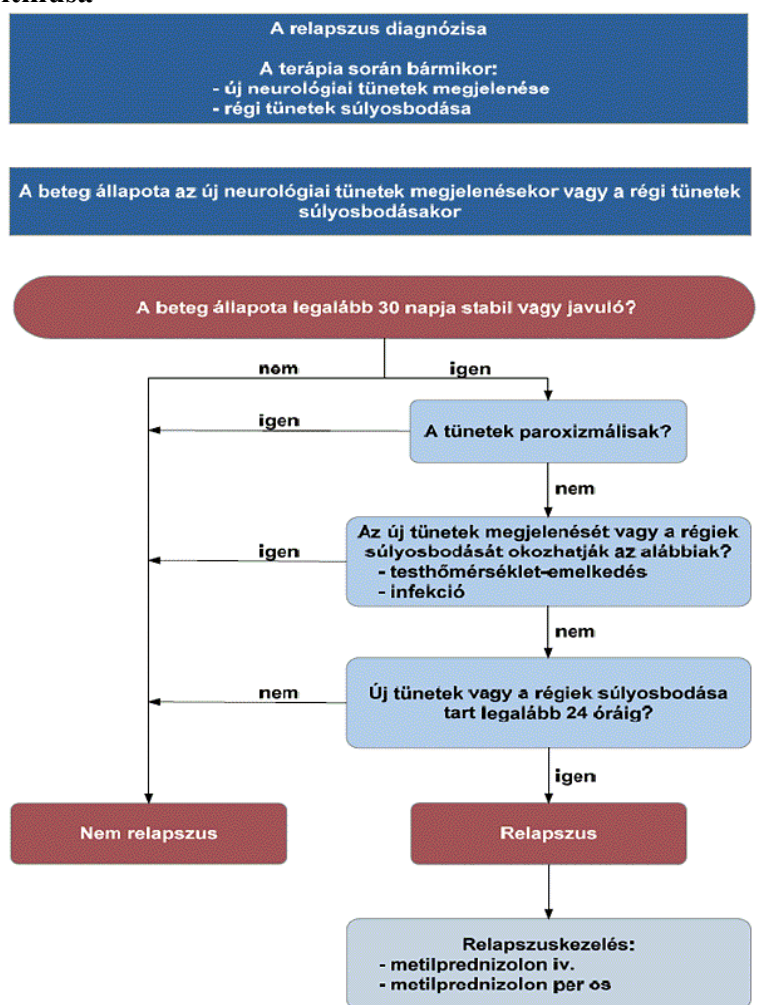 A relapszus diagnózisa
A terápia során bármikor:
- új neurológiai tünetek megjelenése
- régi tünetek súlyosbodása
A beteg állapota az új neurológiai tünetek megjelenésekor vagy a régi tünetek
súlyosbodásakor
A beteg állapota legalább 30 napja stabil vagy javuló?
nem
igen
igen
A tünetek paroxizmálisak?
nem
Az új tünetek megjelenését vagy a régiek
súlyosbodását okozhatják az alábbiak?
- testhőmérséklet-emelkedés
- infekció
igen
nem
nem
Új tünetek vagy a régiek súlyosbodása
tart legalább 24 óráig?
igen
Nem relapszus
Relapszus
Relapszuskezelés:
- metilprednizolon iv.
- metilprednizolon per os